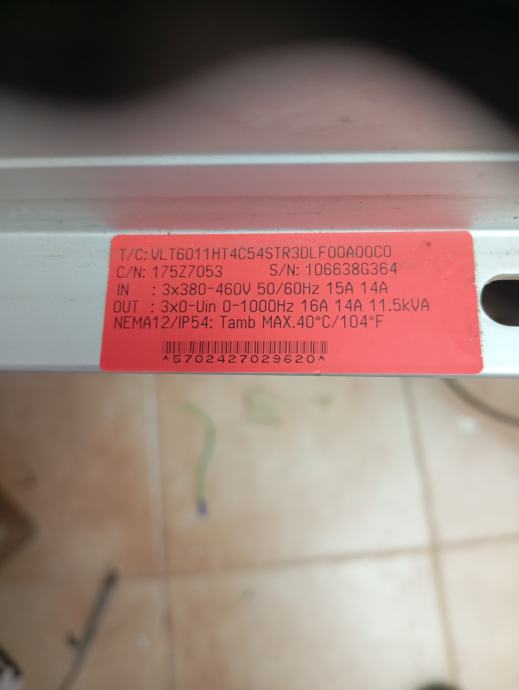 T/C: VLT6011HT4C54STR3DLF00A00C0
C/N: 175Z7053 S/N: 106638G364
IN : 3x380-460V 50/60Hz 15A 14A
OUT : 3x0-Uin 0-1000Hz 16A 14A 11.5kVA
NEMA12/IP54: Tamb MAX.40°C/104°F
*5702427029620*